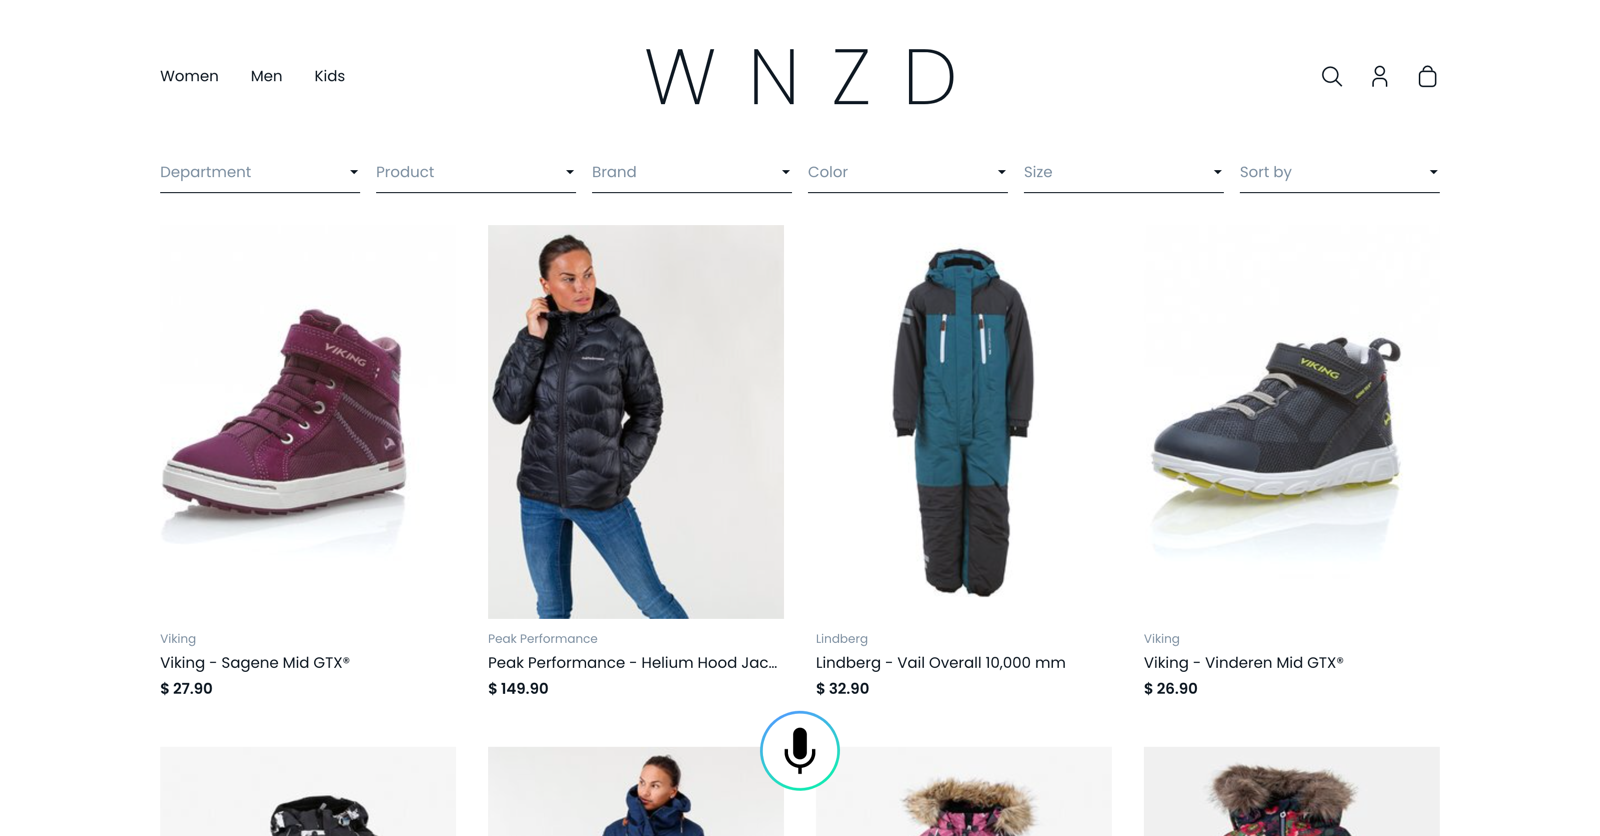 Women Men Kids
W N Z D
Department Product Brand Color Size Sort by
VIKING
VIKING
Viking
Viking - Sagene Mid GTX®
$ 27.90
Peak Performance
Peak Performance - Helium Hood Jac...
$ 149.90
Lindberg
Lindberg - Vail Overall 10,000 mm
$ 32.90
Viking
Viking - Vinderen Mid GTX®
$ 26.90